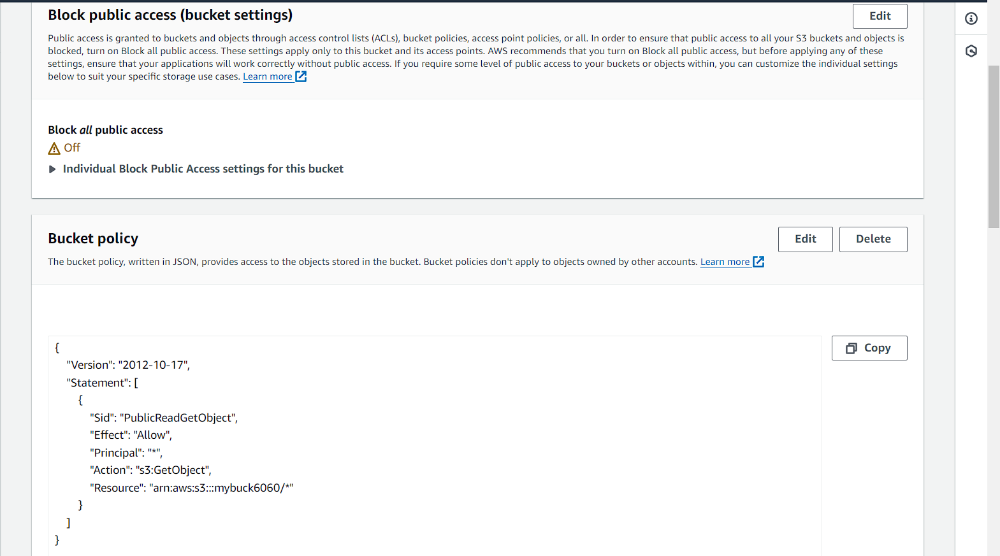 Block public access (bucket settings)
Edit
Public access is granted to buckets and objects through access control lists (ACLs), bucket policies, access point policies, or all. In order to ensure that public access to all your S3 buckets and objects is
blocked, turn on Block all public access. These settings apply only to this bucket and its access points. AWS recommends that you turn on Block all public access, but before applying any of these
settings, ensure that your applications will work correctly without public access. If you require some level of public access to your buckets or objects within, you can customize the individual settings
below to suit your specific storage use cases. Learn more
Block all public access
Off
Individual Block Public Access settings for this bucket
Bucket policy
Edit
Delete
The bucket policy, written in JSON, provides access to the objects stored in the bucket. Bucket policies don't apply to objects owned by other accounts. Learn more
Copy
{
"Version": "2012-10-17",
"Statement": [
{
"Sid": "PublicReadGetObject",
"Effect": "Allow",
"Principal": "*",
"Action": "s3:GetObject",
"Resource": "arn:aws:s3:::mybuck6060/*"
}
]
}